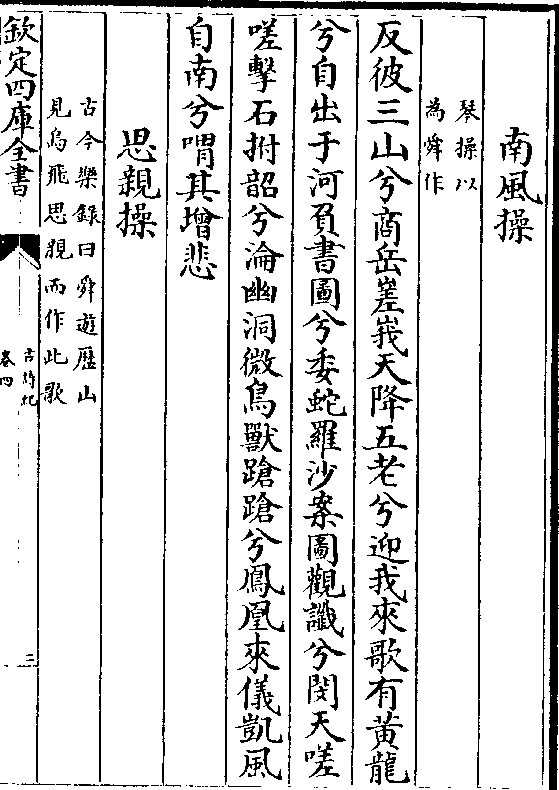 南風操
琴操以
為舜作
反彼三山兮商岳嵳峩天降五老兮迎我來歌有黃龍
兮自出于河負書圖兮委蛇羅沙案圖觀讖兮閔天嗟
嗟擊石拊韶兮淪幽洞微鳥獸蹌蹌兮鳳凰來儀凱風
自南兮喟其增悲
思親操
古今樂録曰舜遊歷山
見烏飛思親而作此歌
欽定四庫全書
古詩紀
卷四
三